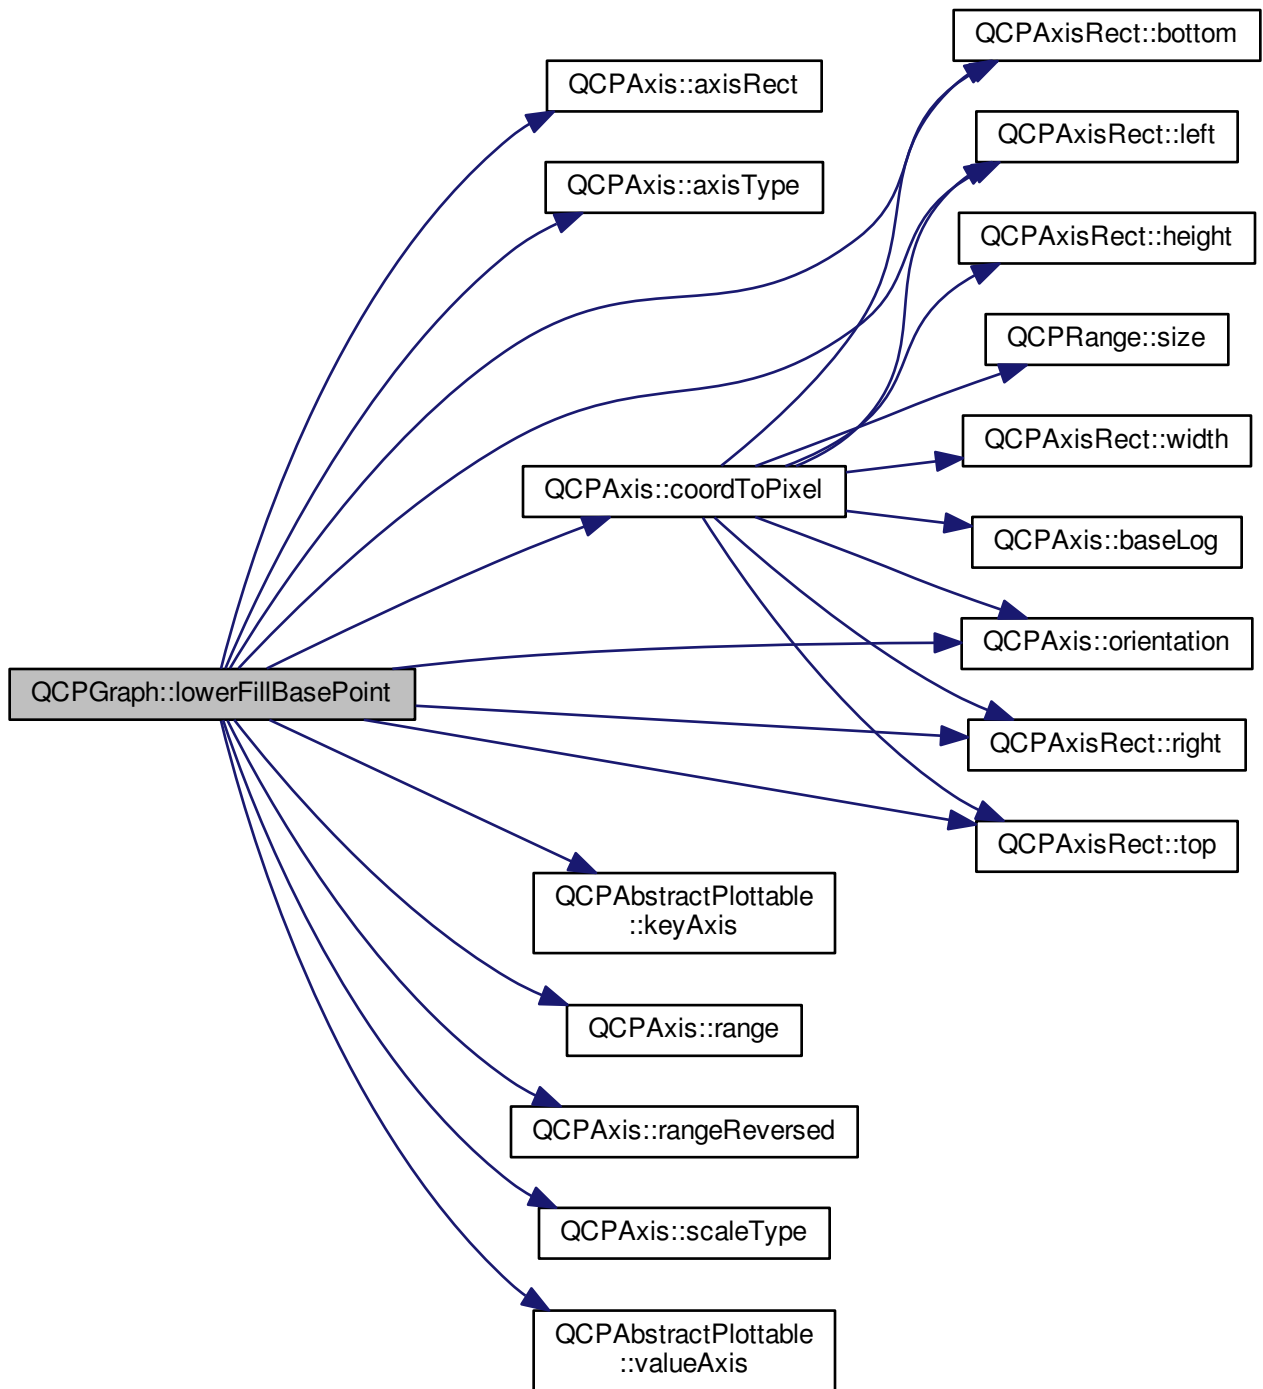 QCPAxisRect::bottom
QCPAxis::axisRect
QCPAxisRect::left
QCPAxis::axisType
QCPAxisRect::height
QCPRange::size
QCPAxisRect::width
QCPAxis::coordToPixel
QCPAxis::baseLog
QCPAxis::orientation
QCPGraph::lowerFillBasePoint
QCPAxisRect::right
QCPAxisRect::top
QCPAbstractPlottable
::keyAxis
QCPAxis::range
QCPAxis::rangeReversed
QCPAxis::scaleType
QCPAbstractPlottable
::valueAxis